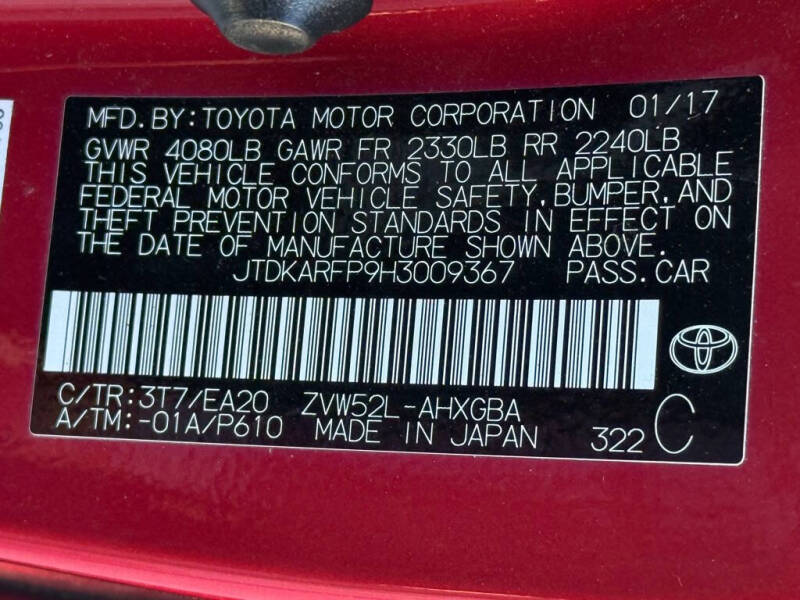 MFD.BY:TOYOTA MOTOR CORPORATION 01/17
GVWR 4080LB GAWR FR 2330LB RR 2240LB
THIS VEHICLE CONFORMS TO ALL APPLICABLE
FEDERAL MOTOR VEHICLE SAFETY,BUMPER,AND
THEFT PREVENTION STANDARDS IN EFFECT ON
THE DATE OF MANUFACTURE SHOWN ABOVE.
JTDKARFP9H3009367 PASS.CAR
C/TR:3T7/EA20 ZVW52L-AHXGBA
A/TM:-01A/P610 MADE IN JAPAN 322 C